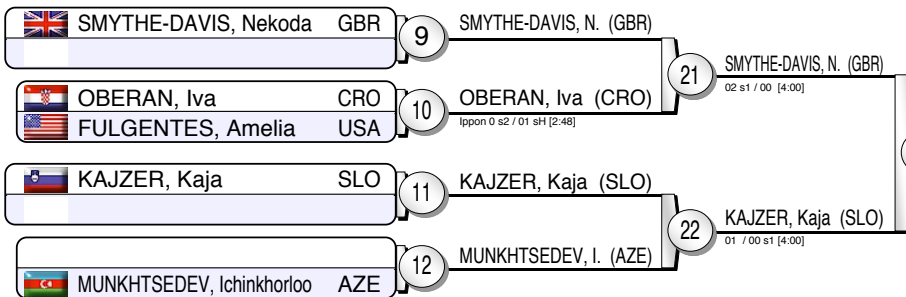 SMYTHE-DAVIS, Nekoda GBR
9
SMYTHE-DAVIS, N. (GBR)
OBERAN, Iva CRO
FULGENTES, Amelia USA
10
OBERAN, Iva (CRO)
Ippon 0 s2 / 01 sH [2:48]
21
SMYTHE-DAVIS, N. (GBR)
02 s1 / 00 [4:00]
KAJZER, Kaja SLO
11
KAJZER, Kaja (SLO)
MUNKHTSEDEV, Ichinkhorloo AZE
12
MUNKHTSEDEV, I. (AZE)
22
KAJZER, Kaja (SLO)
01 / 00 s1 [4:00]